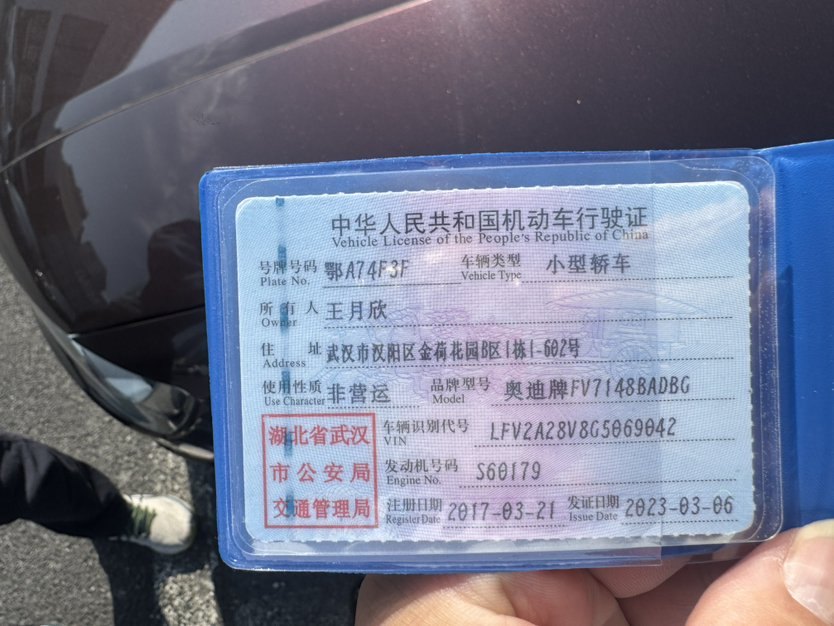 中华人民共和国机动车行驶证
Vehicle License of the People's Republic of China
号牌号码 鄂A74F3F 车辆类型 小型轿车
Plate No. Vehicle Type
所有人 王月欣
Owner
住址 武汉市汉阳区金荷花园B区1栋1-602号
Address
使用性质 非营运 品牌型号 奥迪牌FV7148BADBG
Use Character Model
湖北省武汉
市公安局
交通管理局
车辆识别代号 LFV2A28V8G5069042
VIN
发动机号码 S60179
Engine No.
注册日期 2017-03-21 发证日期 2023-03-06
Register Date Issue Date